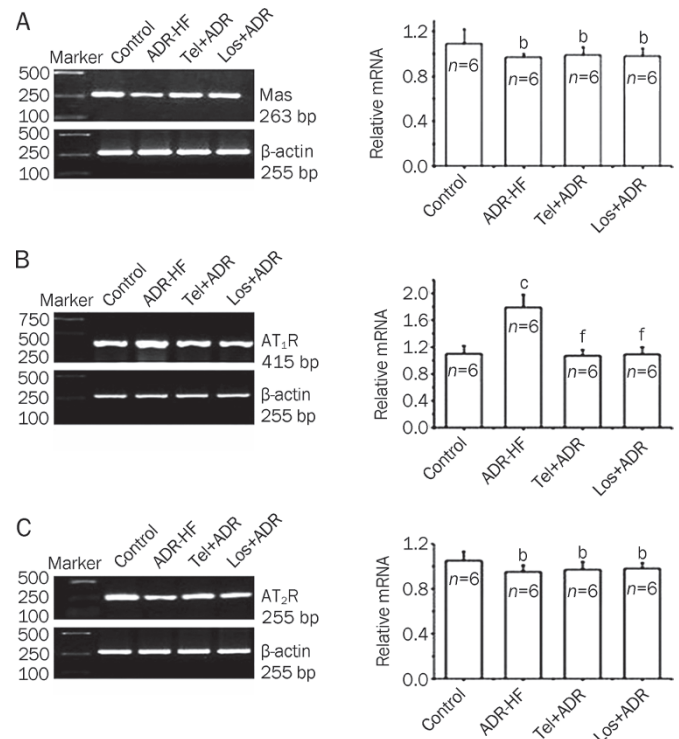 A
Marker Control ADR-HF Tel+ADR Los+ADR
500
250
100
Mas
263 bp
500
250
100
β-actin
255 bp
Relative mRNA
1.2
0.8
0.4
0.0
b b b
n=6 n=6 n=6 n=6
Control ADR-HF Tel+ADR Los+ADR
B
Marker Control ADR-HF Tel+ADR Los+ADR
750
500
250
AT₁R
415 bp
500
250
100
β-actin
255 bp
Relative mRNA
2.0
1.6
1.2
0.8
0.4
0.0
c f f
n=6 n=6 n=6 n=6
Control ADR-HF Tel+ADR Los+ADR
C
Marker Control ADR-HF Tel+ADR Los+ADR
500
250
100
AT₂R
255 bp
500
250
100
β-actin
255 bp
Relative mRNA
1.2
0.8
0.4
0.0
b b b
n=6 n=6 n=6 n=6
Control ADR-HF Tel+ADR Los+ADR